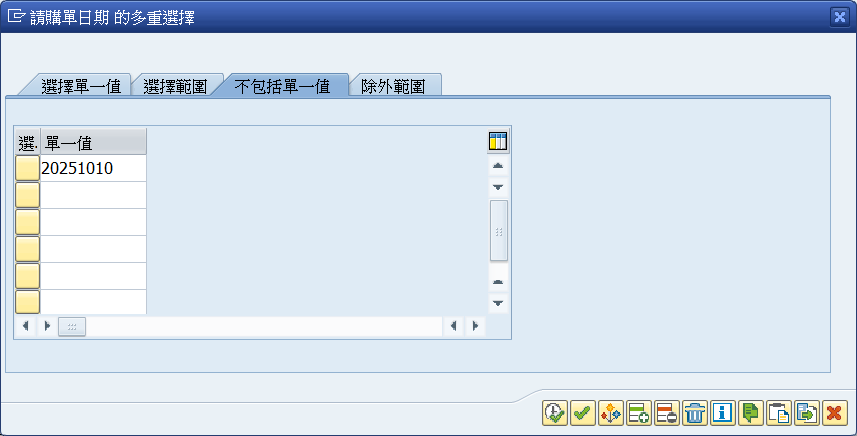 請購單日期 的多重選擇
選擇單一值
選擇範圍
不包括單一值
除外範圍
選. 單一值
20251010